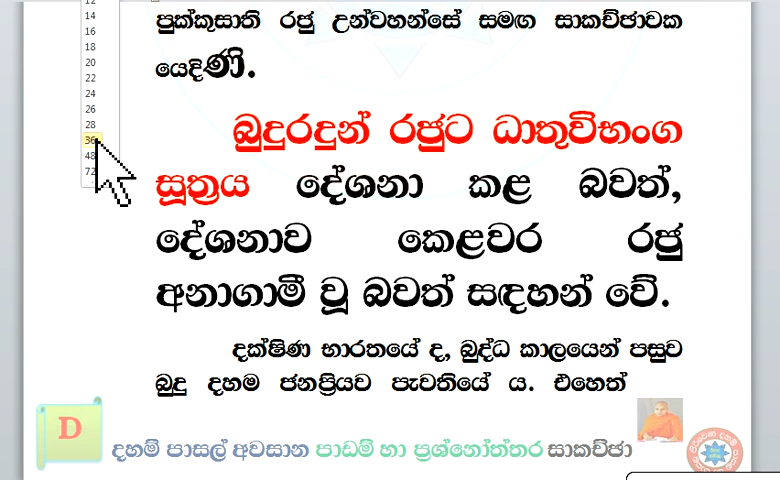 12
14
16
18
20
22
24
26
28
36
48
72
පුක්කුසාති රජු උන්වහන්සේ සමඟ සාකච්ඡාවක
යෙදිණි.
බුදුරදුන් රජුට ධාතුවිභංග
සූත්‍රය දේශනා කළ බවත්,
දේශනාව කෙළවර රජු
අනාගාමී වූ බවත් සඳහන් වේ.
දක්ෂිණ භාරතයේ ද, බුද්ධ කාලයෙන් පසුව
බුදු දහම ජනප්‍රියව පැවතියේ ය. එහෙත්
D
දහම් පාසල් අවසාන පාඩම් හා ප්‍රශ්නෝත්තර සාකච්ඡා